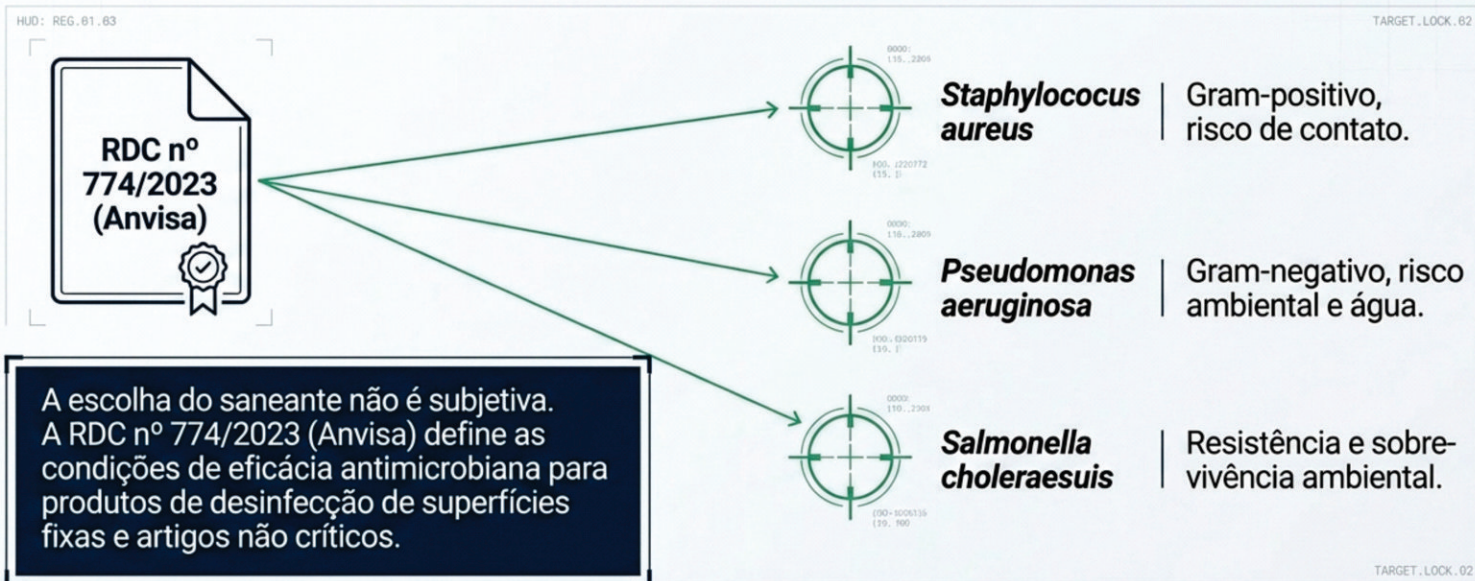 HUD: REG.01.03
TARGET.LOCK.02
RDC nº
774/2023
(Anvisa)
Staphylococus
aureus
Gram-positivo,
risco de contato.
Pseudomonas
aeruginosa
Gram-negativo, risco
ambiental e água.
Salmonella
choleraesuis
Resistência e sobre-
vivência ambiental.
A escolha do saneante não é subjetiva.
A RDC nº 774/2023 (Anvisa) define as
condições de eficácia antimicrobiana para
produtos de desinfecção de superfícies
fixas e artigos não críticos.
TARGET.LOCK.02